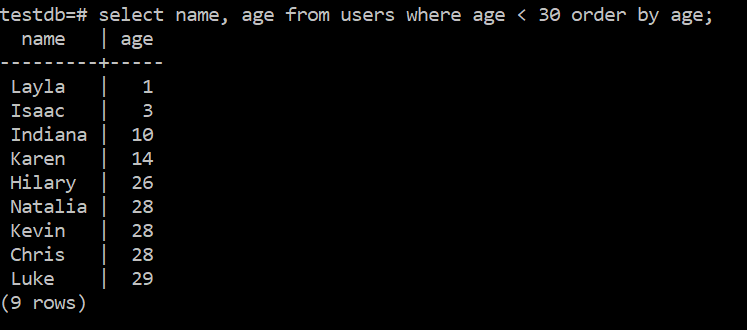 testdb=# select name, age from users where age < 30 order by age;
  name   | age
---------+-----
 Layla   |   1
 Isaac   |   3
 Indiana |  10
 Karen   |  14
 Hilary  |  26
 Natalia |  28
 Kevin   |  28
 Chris   |  28
 Luke    |  29
(9 rows)